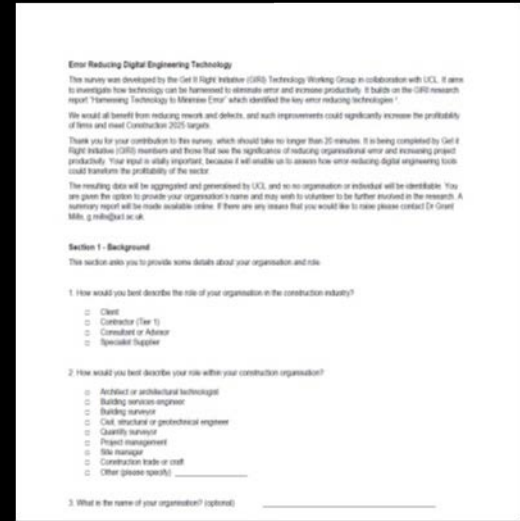 Error Reducing Digital Engineering Technology
This survey was developed by the Get It Right Initiative (GIRI) Technology Working Group in collaboration with UCL. It aims
to investigate how technology can be harnessed to eliminate error and increase productivity. It builds on the GIRI research
report "Harnessing Technology to Minimise Error" which identified the key error reducing technologies
We would all benefit from reducing rework and defects, and such improvements could significantly increase the profitability
of firms and meet Construction 2025 targets.
Thank you for your contribution to this survey, which should take no longer than 20 minutes. It is being completed by Get it
Right Initiative (GIRI) members and those that see the significance of reducing organisational error and increasing project
productivity. Your input is vitally important, because it will enable us to assess how error-reducing digital engineering tools
could transform the profitability of the sector.
The resulting data will be aggregated and generalised by UCL, and so no organisation or individual will be identifiable. You
are given the option to provide your organisation's name and may wish to volunteer to be further involved in the research. A
summary report will be made available online. If there are any issues that you would like to raise please contact Dr Grant
Mills, g.mills@ucl.ac.uk
Section 1 - Background
This section asks you to provide some details about your organisation and role.
1. How would you best describe the role of your organisation in the construction industry?
Client
Contractor (Tier 1)
Consultant or Advisor
Specialist Supplier
2. How would you best describe your role within your construction organisation?
Architect or architectural technologist
Building services engineer
Building surveyor
Civil, structural or geotechnical engineer
Quantity surveyor
Project management
Site manager
Construction trade or craft
Other (please specify)
3. What is the name of your organisation? (optional)